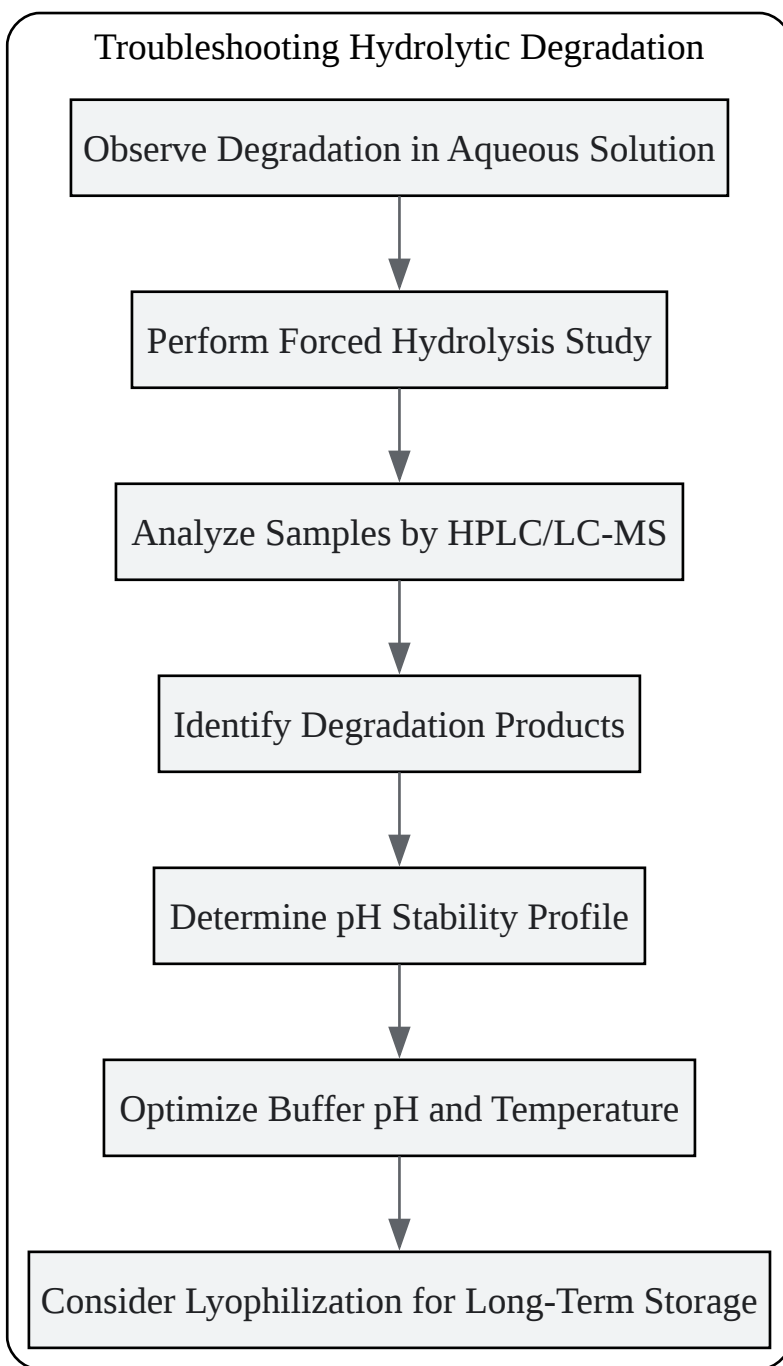 Troubleshooting Hydrolytic Degradation
Observe Degradation in Aqueous Solution
Perform Forced Hydrolysis Study
Analyze Samples by HPLC/LC-MS
Identify Degradation Products
Determine pH Stability Profile
Optimize Buffer pH and Temperature
Consider Lyophilization for Long-Term Storage